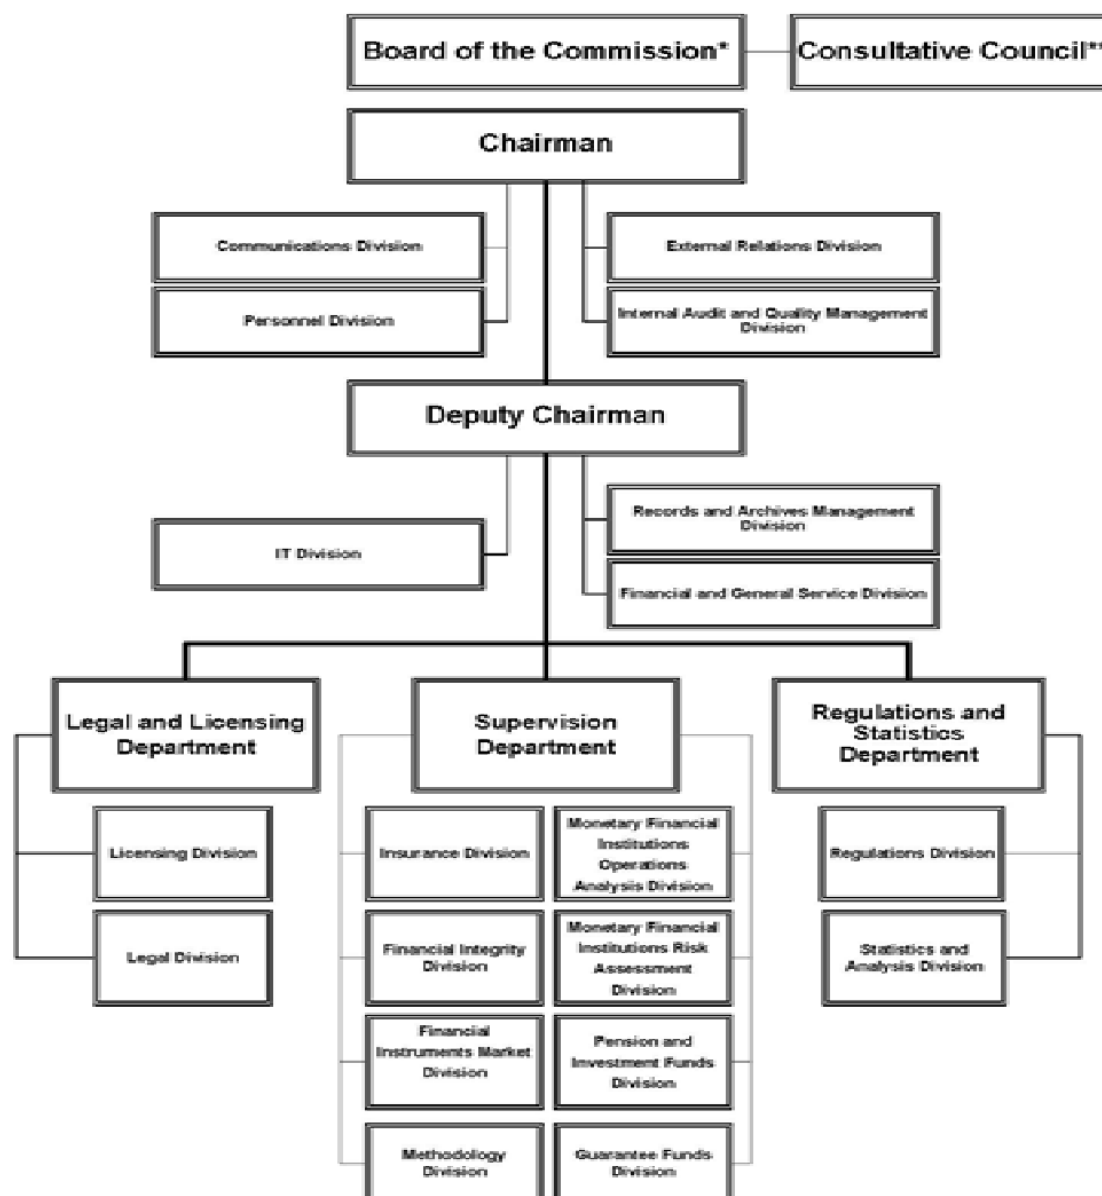 Board of the Commission*
Consultative Council**
Chairman
Communications Division
External Relations Division
Personnel Division
Internal Audit and Quality Management
Division
Deputy Chairman
Records and Archives Management
Division
IT Division
Financial and General Service Division
Legal and Licensing
Department
Supervision
Department
Regulations and
Statistics
Department
Licensing Division
Insurance Division
Monetary Financial
Institutions
Operations
Analysis Division
Regulations Division
Legal Division
Financial Integrity
Division
Monetary Financial
Institutions Risk
Assessment
Division
Statistics and
Analysis Division
Financial
Instruments Market
Division
Pension and
Investment Funds
Division
Methodology
Division
Guarantee Funds
Division